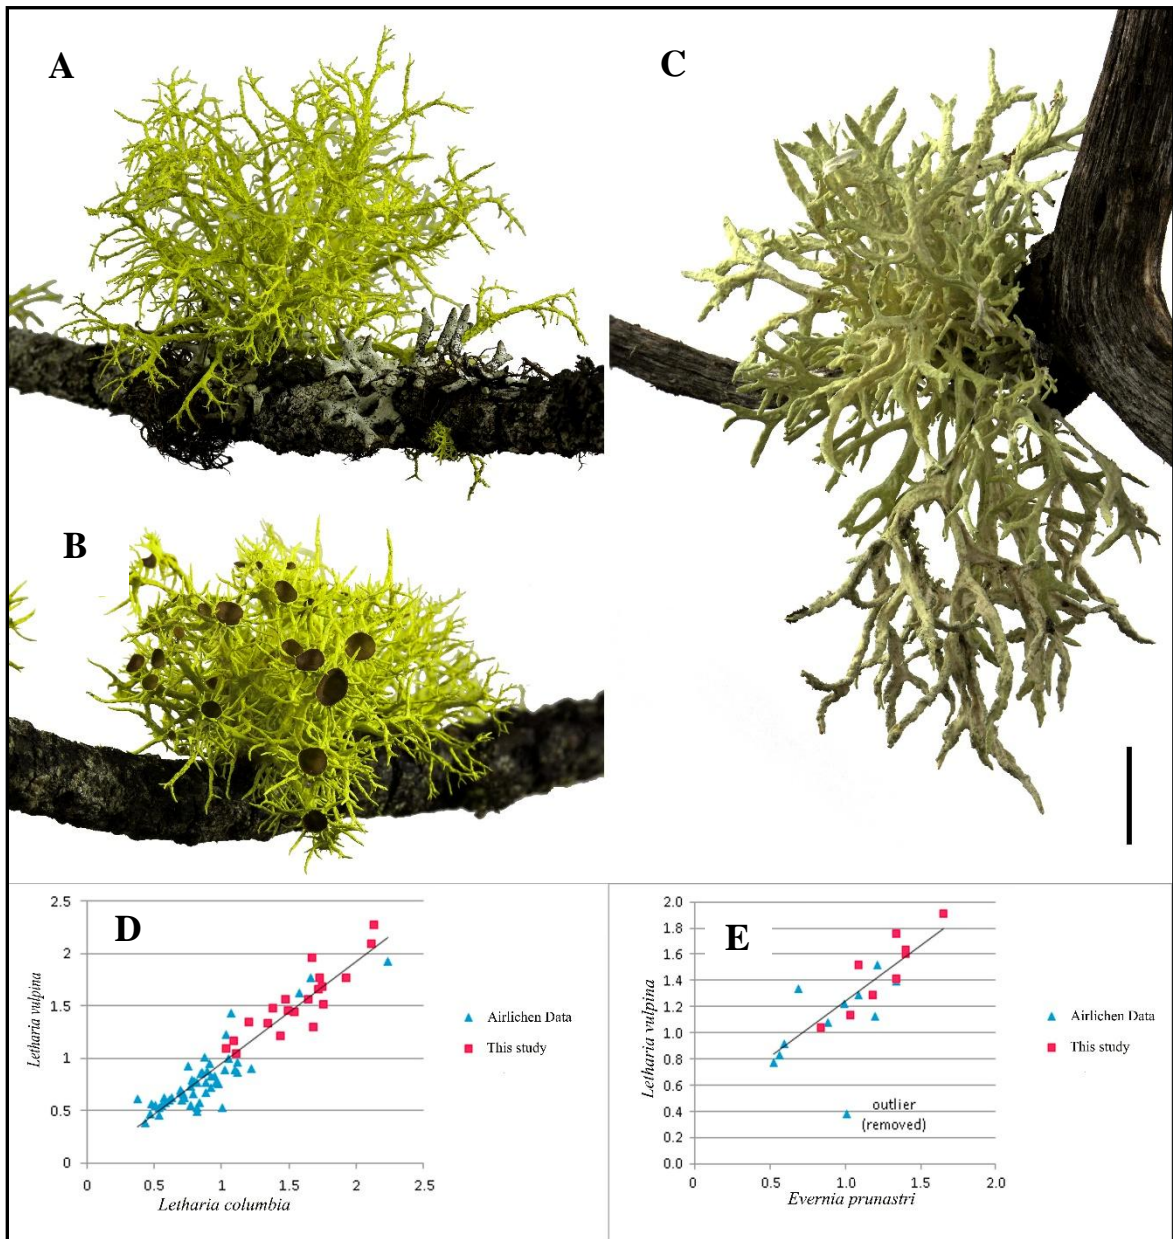 A
C
B
D
2.5
2
1.5
1
0.5
0
Letharia vulpina
0 0.5 1 1.5 2 2.5
Letharia columbia
Airlichen Data
This study
E
2.0
1.8
1.6
1.4
1.2
1.0
0.8
0.6
0.4
0.2
0.0
Letharia vulpina
outlier
(removed)
0.0 0.5 1.0 1.5 2.0
Evernia prunastri
Airlichen Data
This study